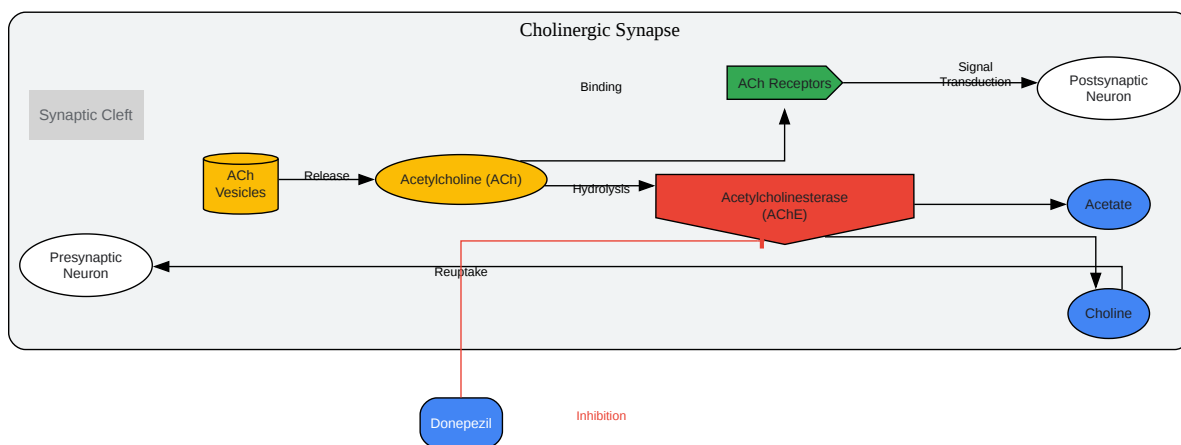 Cholinergic Synapse
Binding
ACh Receptors
Signal
Transduction
Postsynaptic
Neuron
Synaptic Cleft
ACh
Vesicles
Release
Acetylcholine (ACh)
Hydrolysis
Acetylcholinesterase
(AChE)
Acetate
Presynaptic
Neuron
Reuptake
Choline
Donepezil
Inhibition